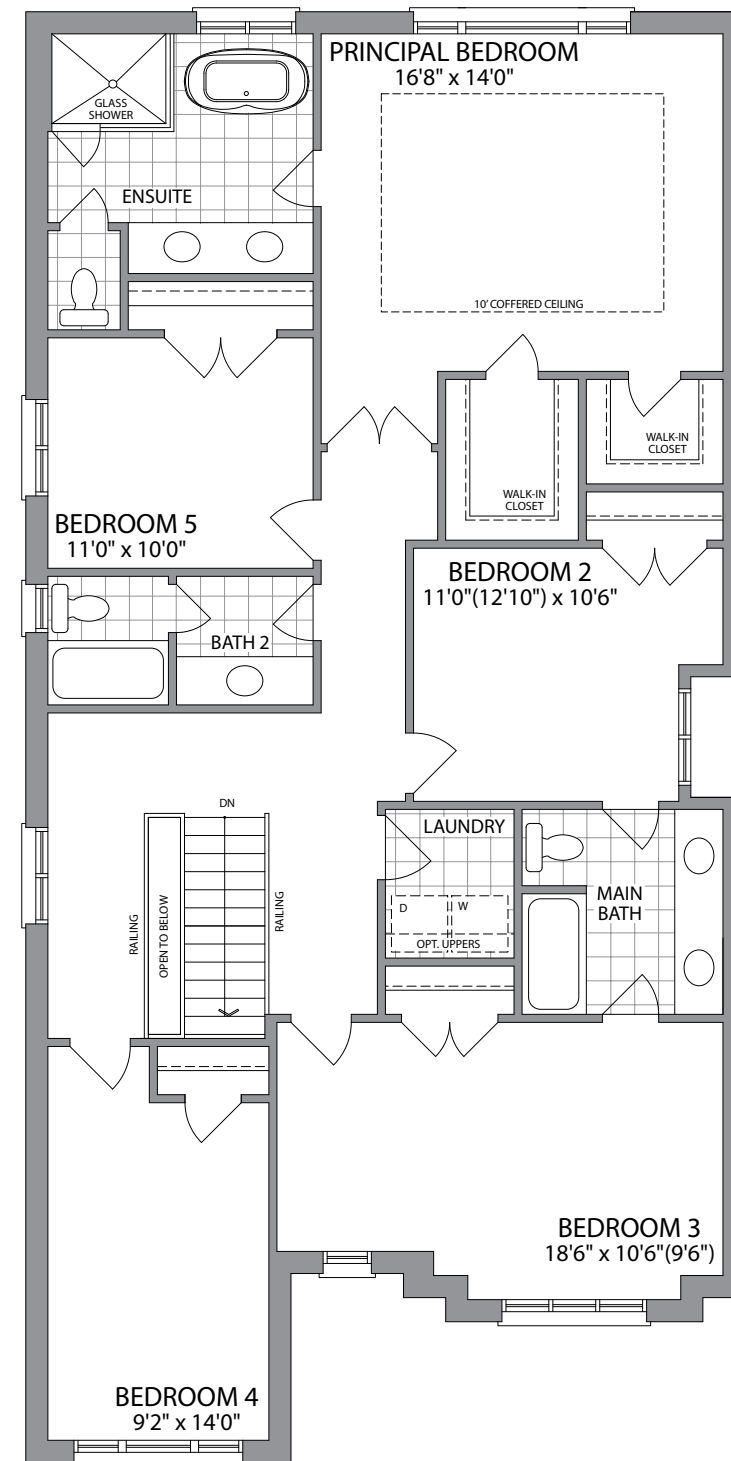 PRINCIPAL BEDROOM
16'8" x 14'0"
GLASS
SHOWER
ENSUITE
10' COFFERED CEILING
WALK-IN
CLOSET
WALK-IN
CLOSET
BEDROOM 5
11'0" x 10'0"
BEDROOM 2
11'0"(12'10") x 10'6"
BATH 2
DN
LAUNDRY
RAILING
OPEN TO BELOW
RAILING
D
W
OPT. UPPERS
MAIN
BATH
BEDROOM 3
18'6" x 10'6"(9'6")
BEDROOM 4
9'2" x 14'0"